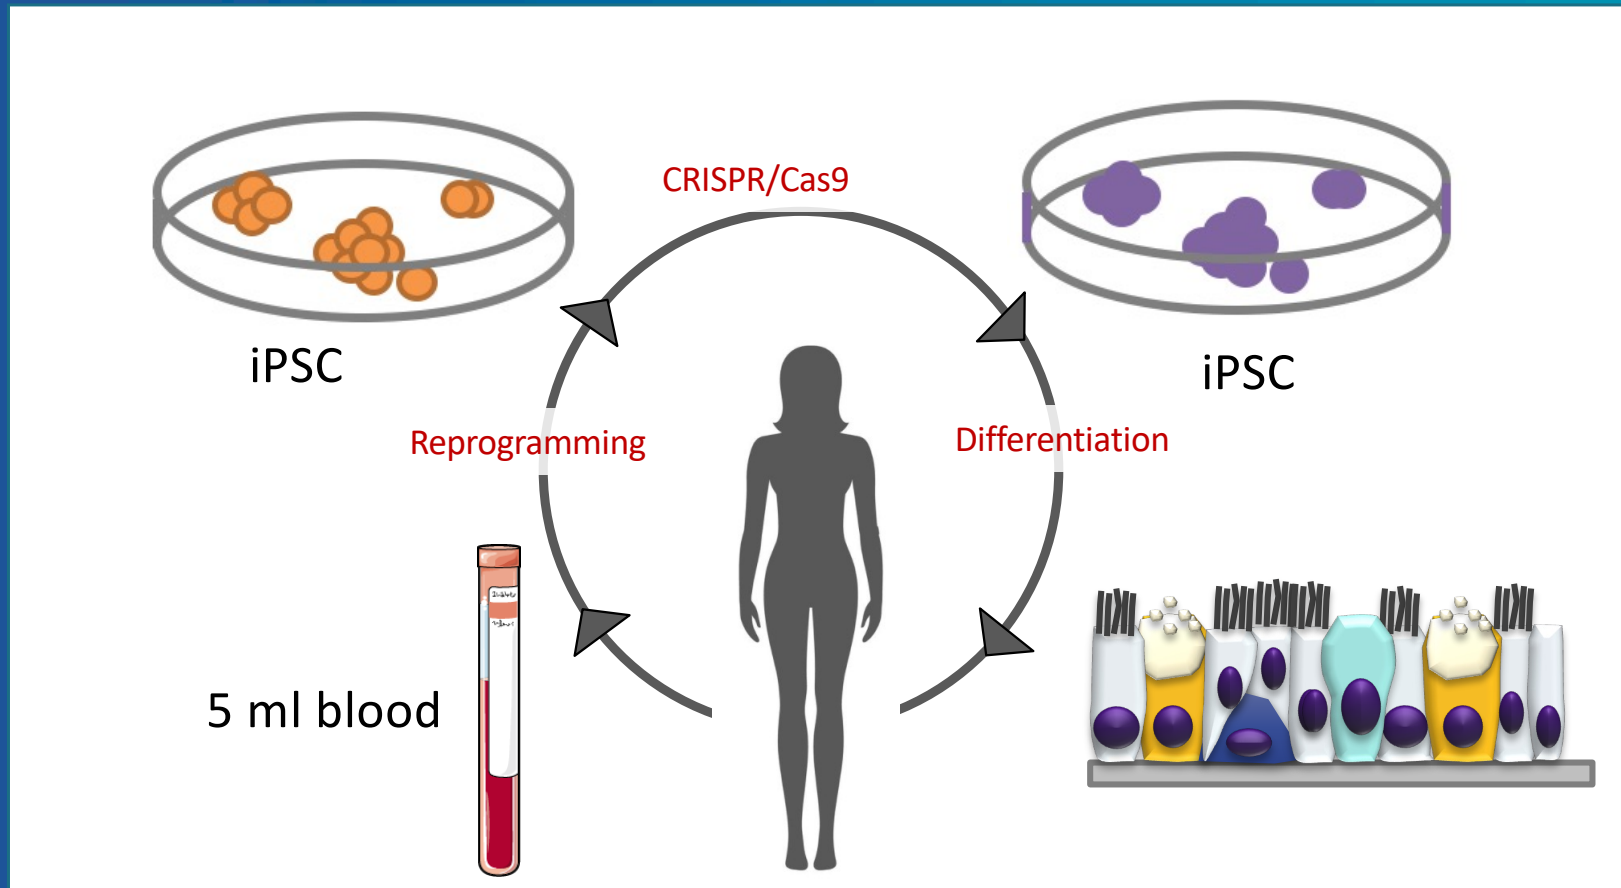 CRISPR/Cas9
iPSC
iPSC
Reprogramming
Differentiation
5 ml blood